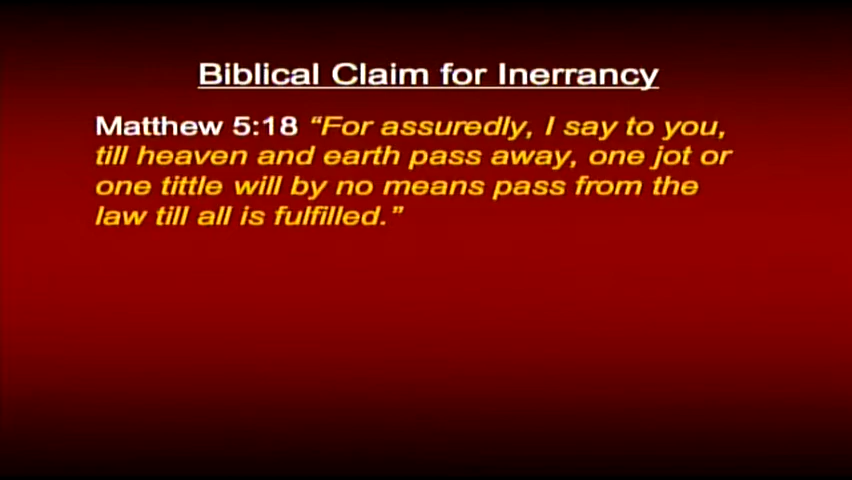 Biblical Claim for Inerrancy
Matthew 5:18 “For assuredly, I say to you,
till heaven and earth pass away, one jot or
one tittle will by no means pass from the
law till all is fulfilled.”